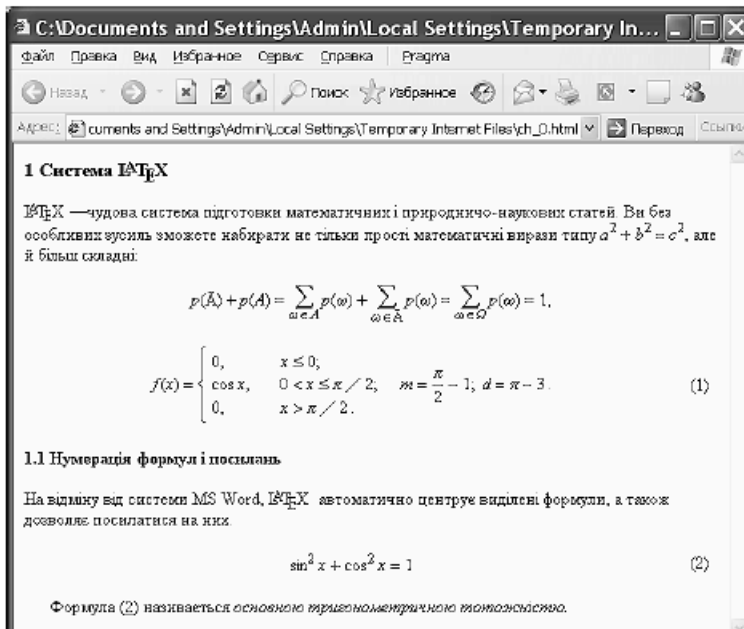 C:\Documents and Settings\Admin\Local Settings\Temporary In...
Файл Правка Вид Избранное Сервис Справка Pragma
Назад Поиск Избранное
Адрес: cuments and Settings\Admin\Local Settings\Temporary Internet Files\ch_0.html Переход Ссылки
1 Система LATEX
LATEX —чудова система підготовки математичних і природничо-наукових статей. Ви без
особливих зусиль зможете набирати не тільки прості математичні вирази типу a² + b² = c², але
й більш складні:
p(Ā) + p(A) = ∑_{ω∈A} p(ω) + ∑_{ω∈Ā} p(ω) = ∑_{ω∈Ω} p(ω) = 1,
0, x ≤ 0;
f(x) = { cos x, 0 < x ≤ π / 2; m = π/2 − 1; d = π − 3. (1)
0, x > π / 2.
1.1 Нумерація формул і посилань
На відміну від системи MS Word, LATEX автоматично центрує виділені формули, а також
дозволяє посилатися на них.
sin² x + cos² x = 1 (2)
Формула (2) називається основною тригонометричною тотожністю.